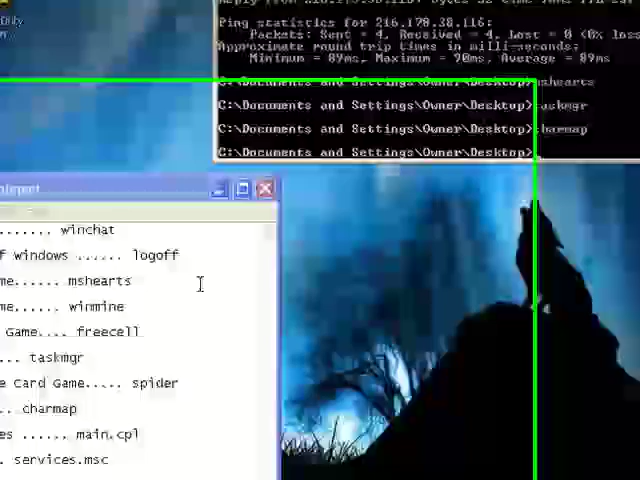 Ping statistics for 216.178.38.116:
Packets: Sent = 4, Received = 4, Lost = 0 (0% loss
Approximate round trip times in milli-seconds:
Minimum = 89ms, Maximum = 90ms, Average = 89ms
C:\Documents and Settings\Owner\Desktop>mshearts
C:\Documents and Settings\Owner\Desktop>taskmgr
C:\Documents and Settings\Owner\Desktop>charmap
C:\Documents and Settings\Owner\Desktop>
....... winchat
f windows ...... logoff
me...... mshearts
me...... winmine
Game.... freecell
... taskmgr
e Card Game..... spider
.. charmap
es ...... main.cpl
. services.msc